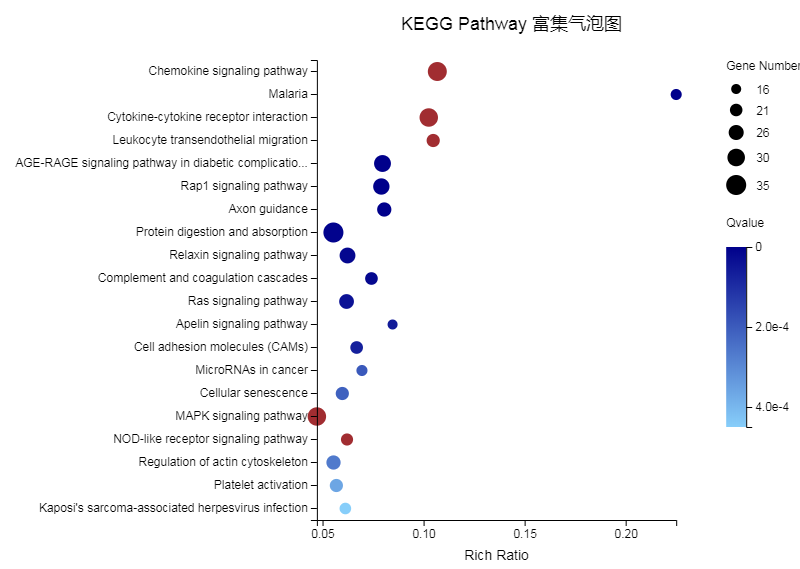 KEGG Pathway 富集气泡图
Chemokine signaling pathway
Malaria
Cytokine-cytokine receptor interaction
Leukocyte transendothelial migration
AGE-RAGE signaling pathway in diabetic complicatio...
Rap1 signaling pathway
Axon guidance
Protein digestion and absorption
Relaxin signaling pathway
Complement and coagulation cascades
Ras signaling pathway
Apelin signaling pathway
Cell adhesion molecules (CAMs)
MicroRNAs in cancer
Cellular senescence
MAPK signaling pathway
NOD-like receptor signaling pathway
Regulation of actin cytoskeleton
Platelet activation
Kaposi's sarcoma-associated herpesvirus infection
0.05 0.10 0.15 0.20
Rich Ratio
Gene Number
16
21
26
30
35
Qvalue
0
2.0e-4
4.0e-4